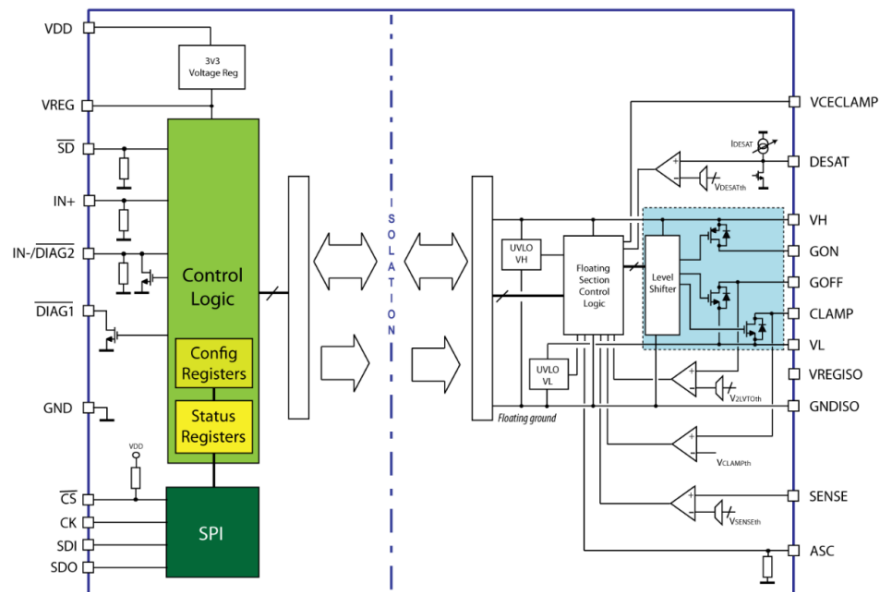 VDD
3V3
Voltage Reg
VREG
SD
IN+
IN-/DIAG2
DIAG1
GND
VDD
CS
CK
SDI
SDO
Control
Logic
Config
Registers
Status
Registers
SPI
ISOLATION
UVLO
VH
Floating
Section
Control
Logic
Level
Shifter
UVLO
VL
Floating ground
IDESAT
VDESATth
V2LVTOth
VCLAMPth
VSENSEth
VCECLAMP
DESAT
VH
GON
GOFF
CLAMP
VL
VREGISO
GNDISO
SENSE
ASC